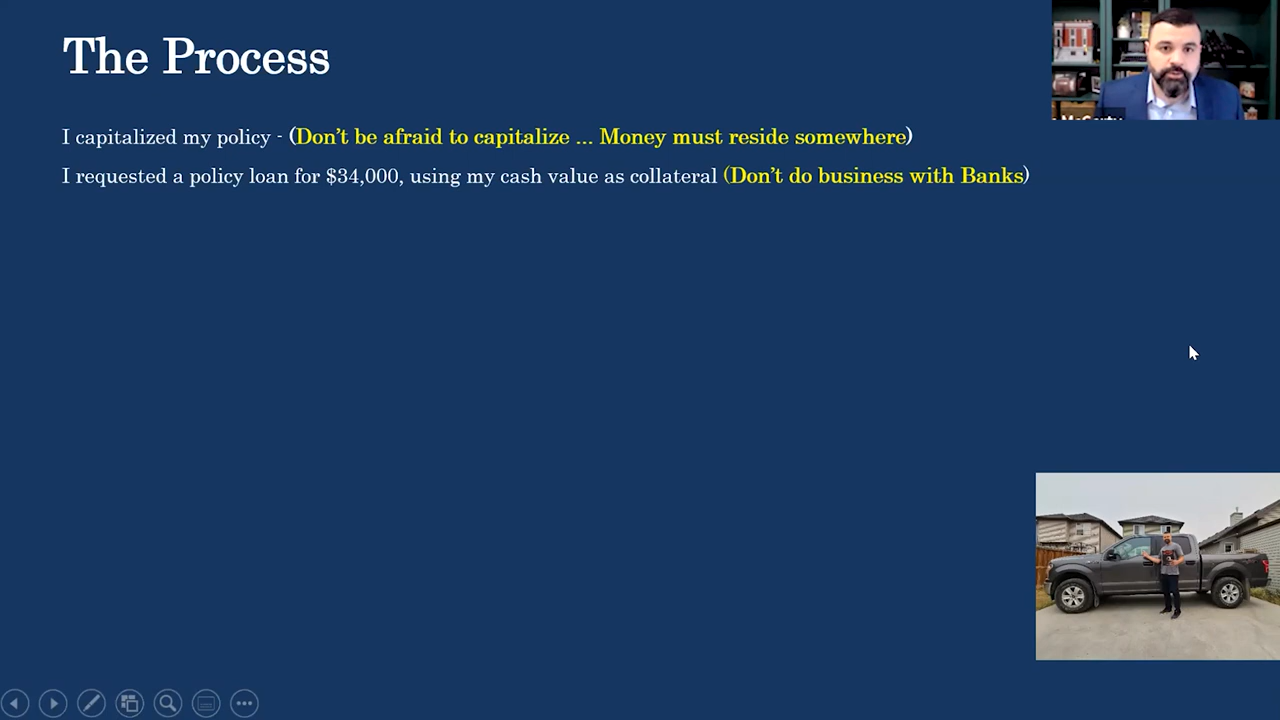 The Process
I capitalized my policy - (Don't be afraid to capitalize ... Money must reside somewhere)
I requested a policy loan for $34,000, using my cash value as collateral (Don't do business with Banks)